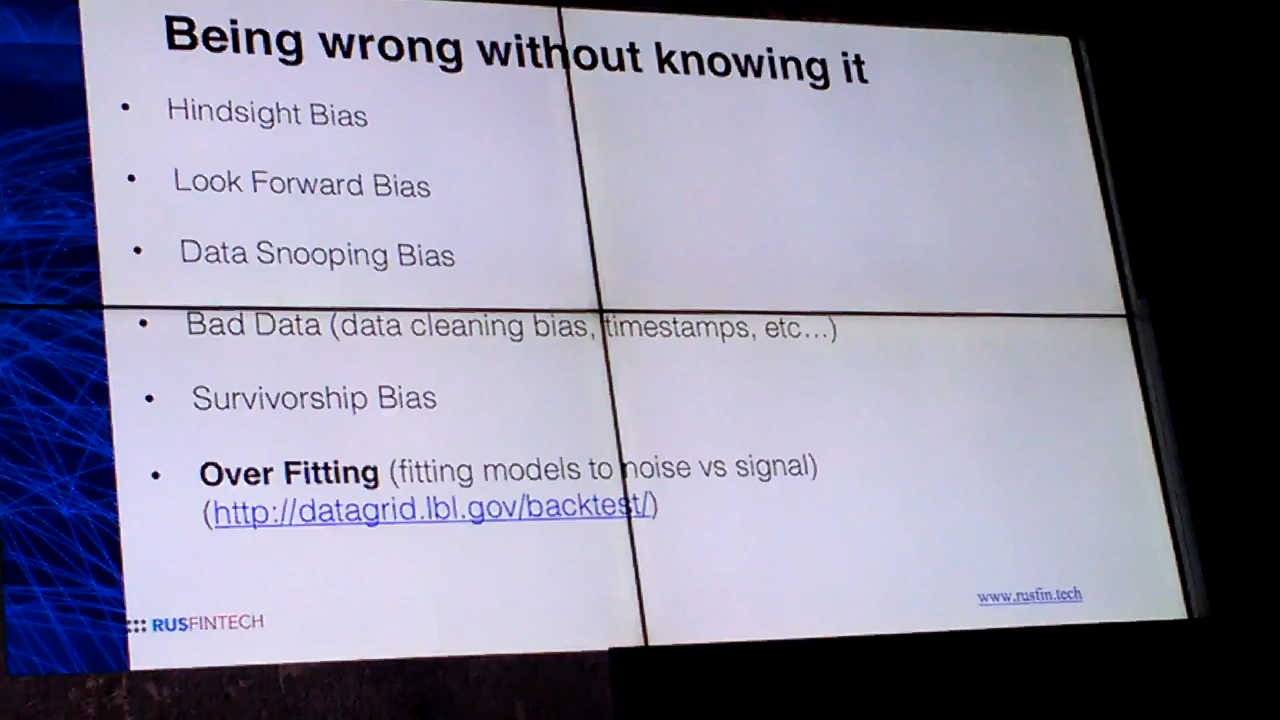 Being wrong without knowing it
• Hindsight Bias
• Look Forward Bias
• Data Snooping Bias
• Bad Data (data cleaning bias, timestamps, etc...)
• Survivorship Bias
• Over Fitting (fitting models to noise vs signal)
(http://datagrid.lbl.gov/backtest/)
www.rusfin.tech
RUSFINTECH